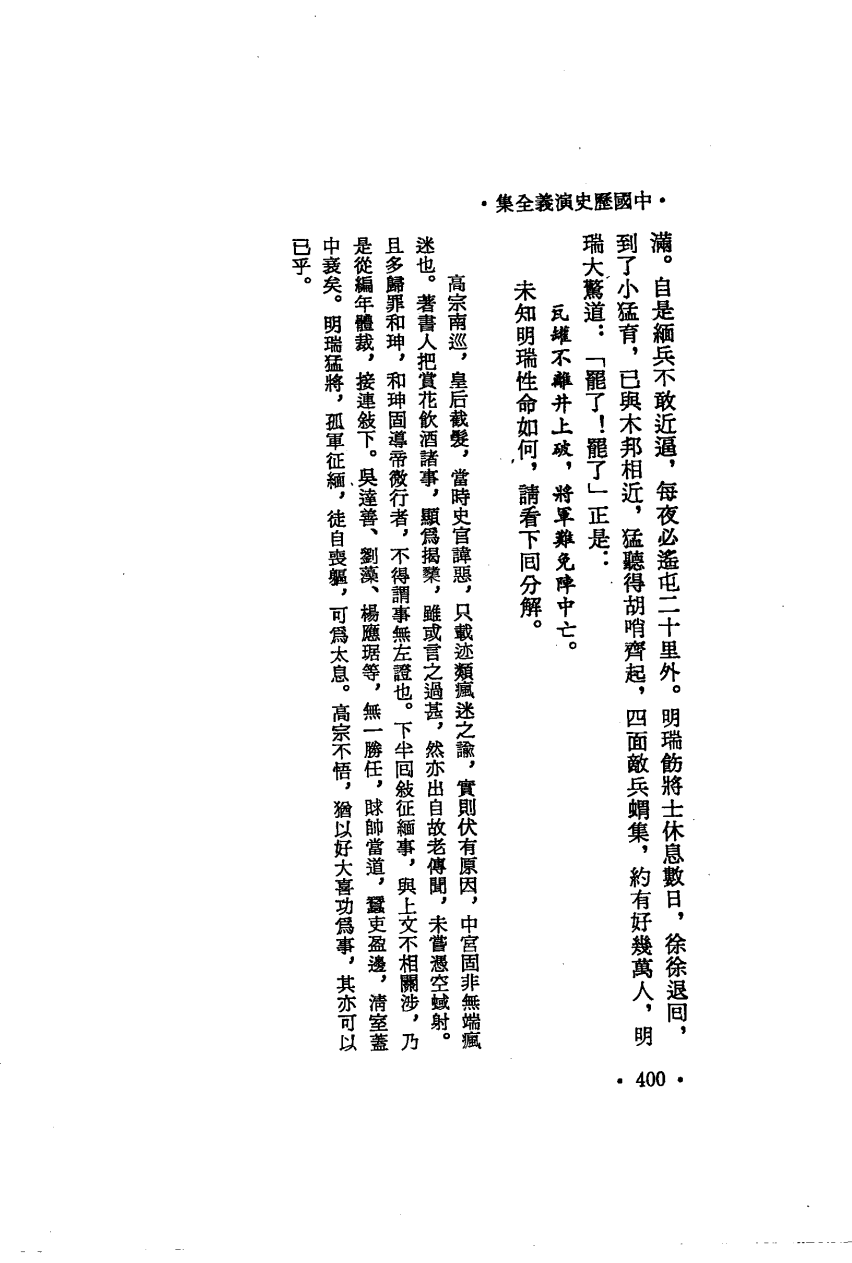 ·中國歷史演義全集·
滿。自是緬兵不敢近逼，每夜必遙屯二十里外。明瑞飭將士休息數日，徐徐退回，
到了小猛育，已與木邦相近，猛聽得胡哨齊起，四面敵兵蝟集，約有好幾萬人，明
瑞大驚道：「罷了！罷了」正是：
瓦罐不離井上破，將軍難免陣中亡。
未知明瑞性命如何，請看下回分解。
高宗南巡，皇后截髮，當時史官諱惡，只載迹類瘋迷之諭，實則伏有原因，中宮固非無端瘋
迷也。著書人把賞花飲酒諸事，顯爲揭櫫，雖或言之過甚，然亦出自故老傳聞，未嘗憑空蜮射。
且多歸罪和珅，和珅固導帝微行者，不得謂事無左證也。下半回敍征緬事，與上文不相關涉，乃
是從編年體裁，接連敍下。吳達善、劉藻、楊應琚等，無一勝任，賕帥當道，蠶吏盈邊，清室蓋
中衰矣。明瑞猛將，孤軍征緬，徒自喪軀，可爲太息。高宗不悟，猶以好大喜功爲事，其亦可以
已乎。
·400·